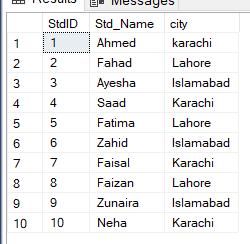 Results Messages
StdID Std_Name city
1 1 Ahmed karachi
2 2 Fahad Lahore
3 3 Ayesha Islamabad
4 4 Saad Karachi
5 5 Fatima Lahore
6 6 Zahid Islamabad
7 7 Faisal Karachi
8 8 Faizan Lahore
9 9 Zunaira Islamabad
10 10 Neha Karachi